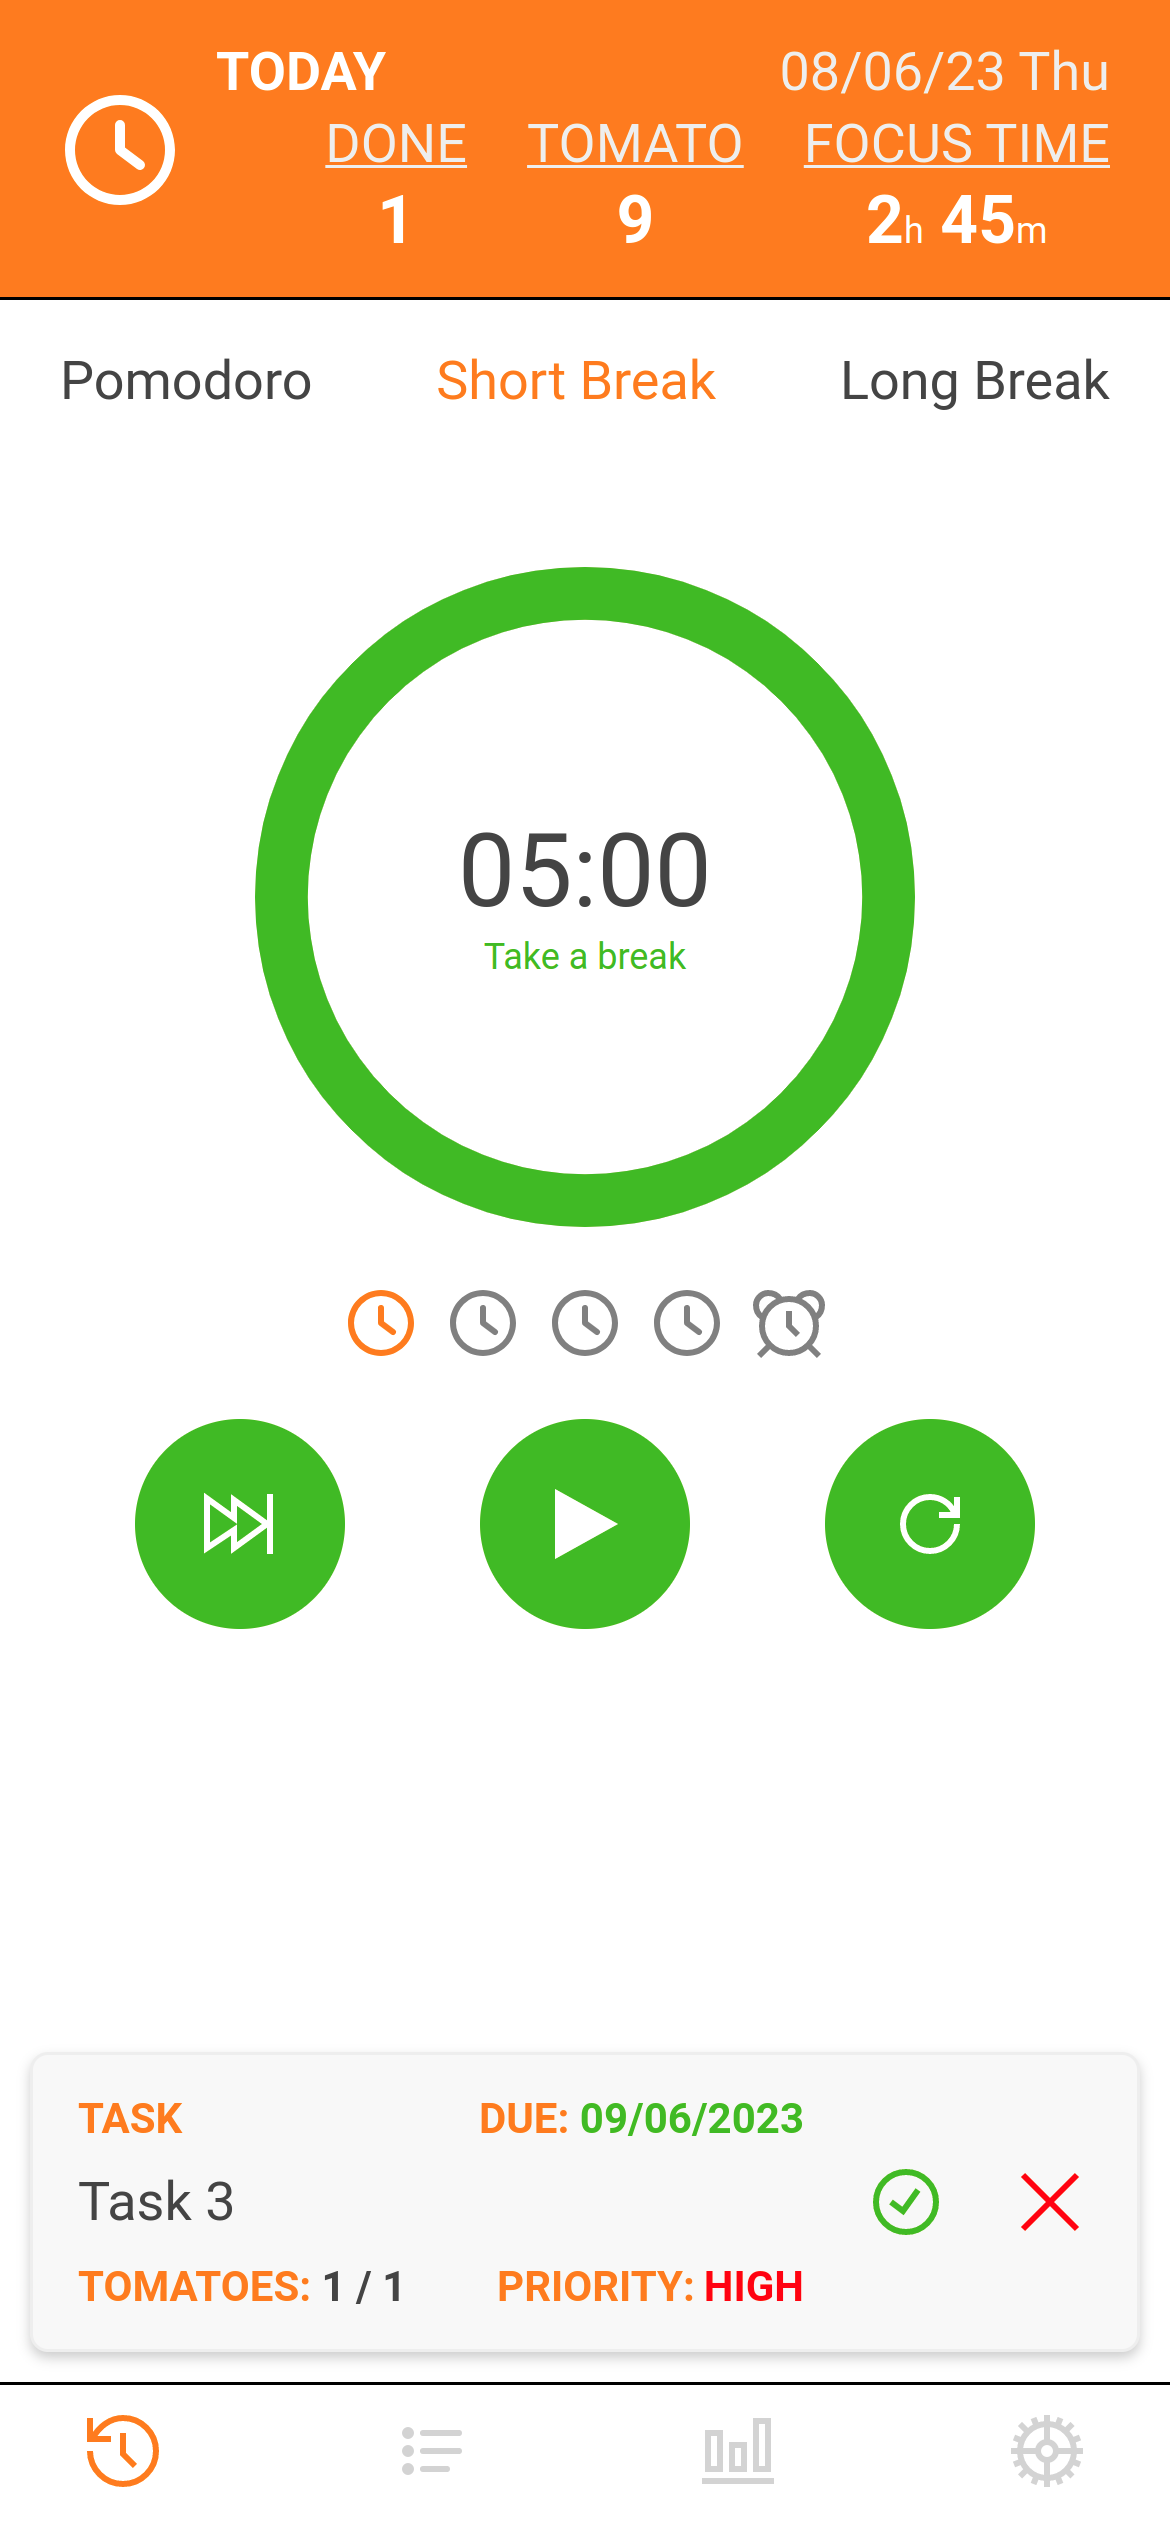 TODAY 08/06/23 Thu
DONE TOMATO FOCUS TIME
1 9 2h 45m
Pomodoro Short Break Long Break
05:00
Take a break
TASK DUE: 09/06/2023
Task 3
TOMATOES: 1 / 1 PRIORITY: HIGH